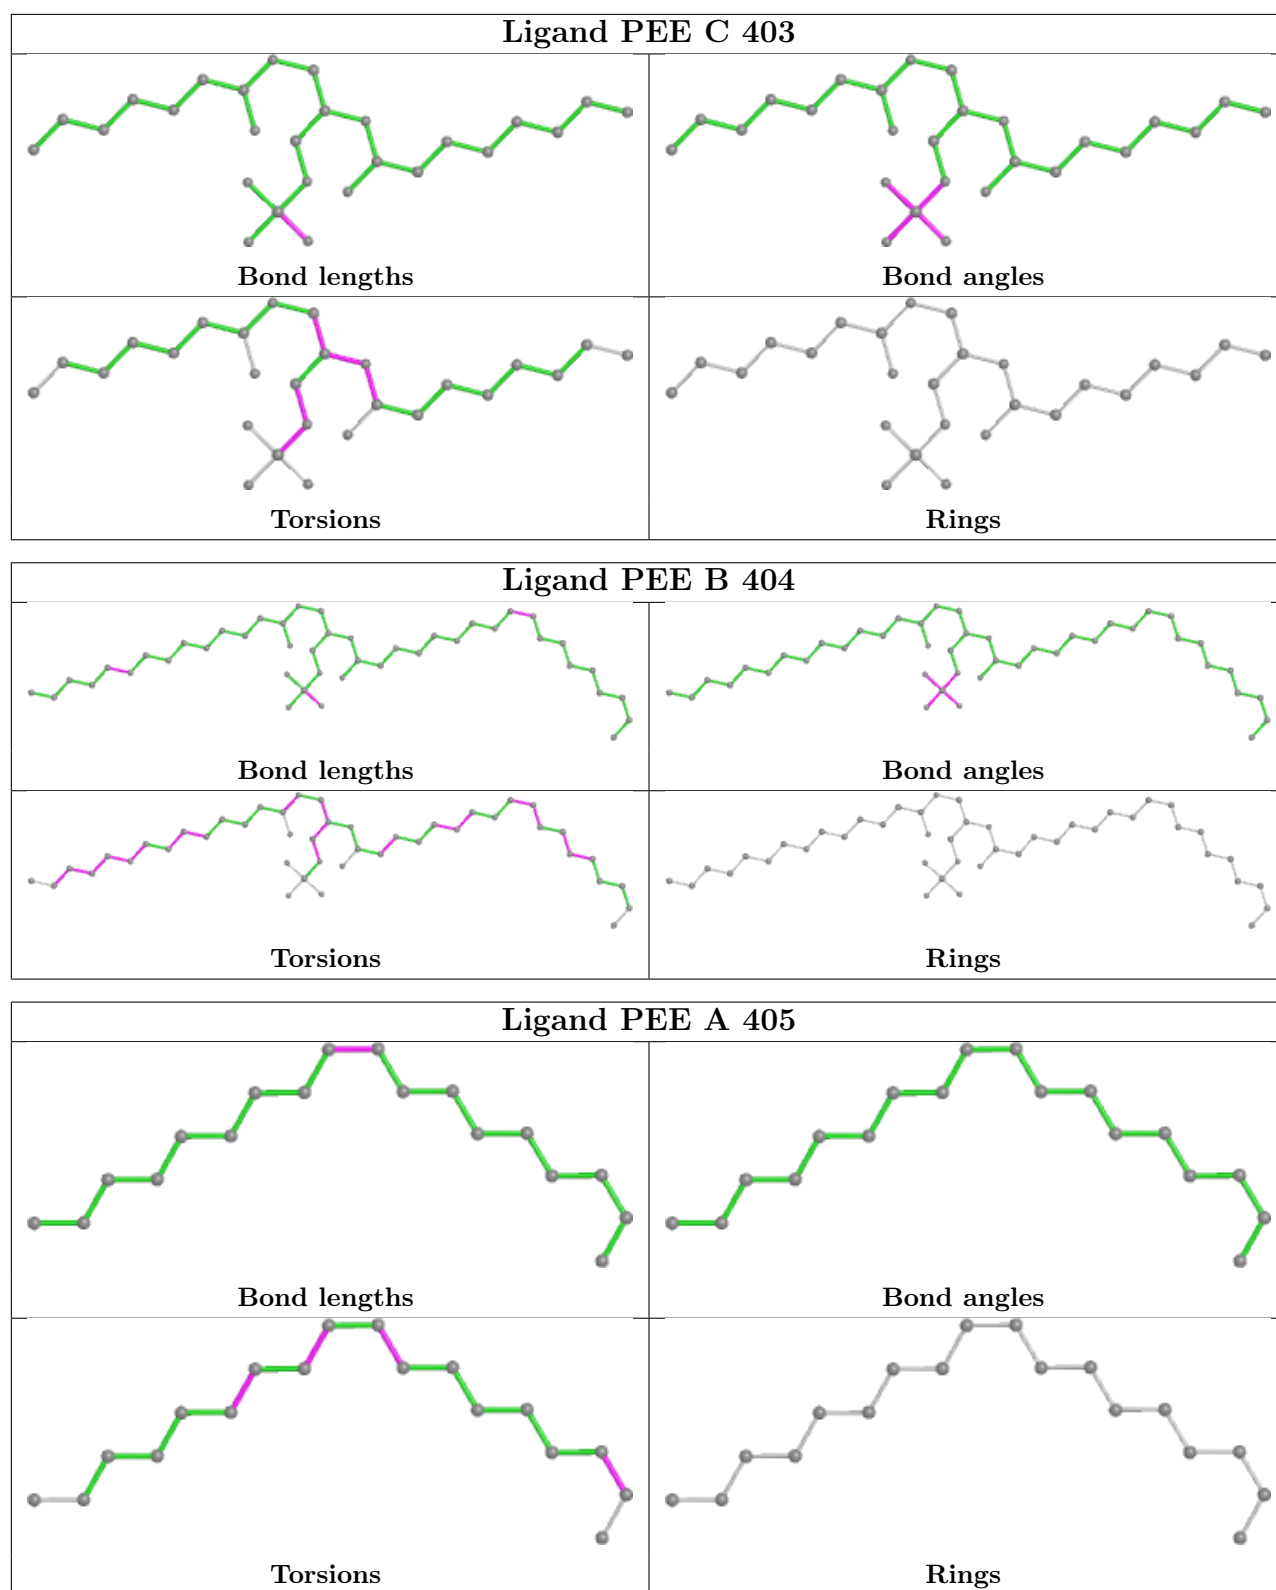 Ligand PEE C 403
Bond lengths
Bond angles
Torsions
Rings
Ligand PEE B 404
Bond lengths
Bond angles
Torsions
Rings
Ligand PEE A 405
Bond lengths
Bond angles
Torsions
Rings